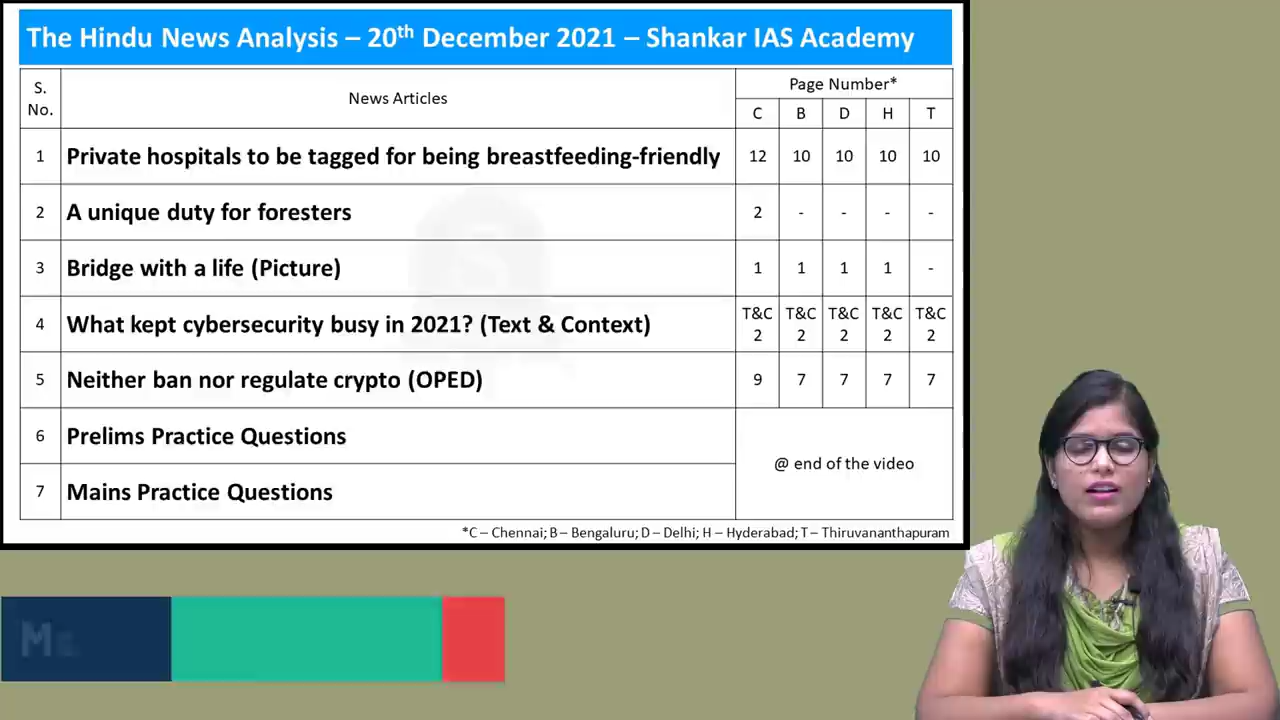 The Hindu News Analysis – 20th December 2021 – Shankar IAS Academy
S. No. News Articles Page Number*
C B D H T
1 Private hospitals to be tagged for being breastfeeding-friendly 12 10 10 10 10
2 A unique duty for foresters 2 - - - -
3 Bridge with a life (Picture) 1 1 1 1 -
4 What kept cybersecurity busy in 2021? (Text & Context) T&C 2 T&C 2 T&C 2 T&C 2 T&C 2
5 Neither ban nor regulate crypto (OPED) 9 7 7 7 7
6 Prelims Practice Questions
@ end of the video
7 Mains Practice Questions
*C – Chennai; B – Bengaluru; D – Delhi; H – Hyderabad; T – Thiruvananthapuram